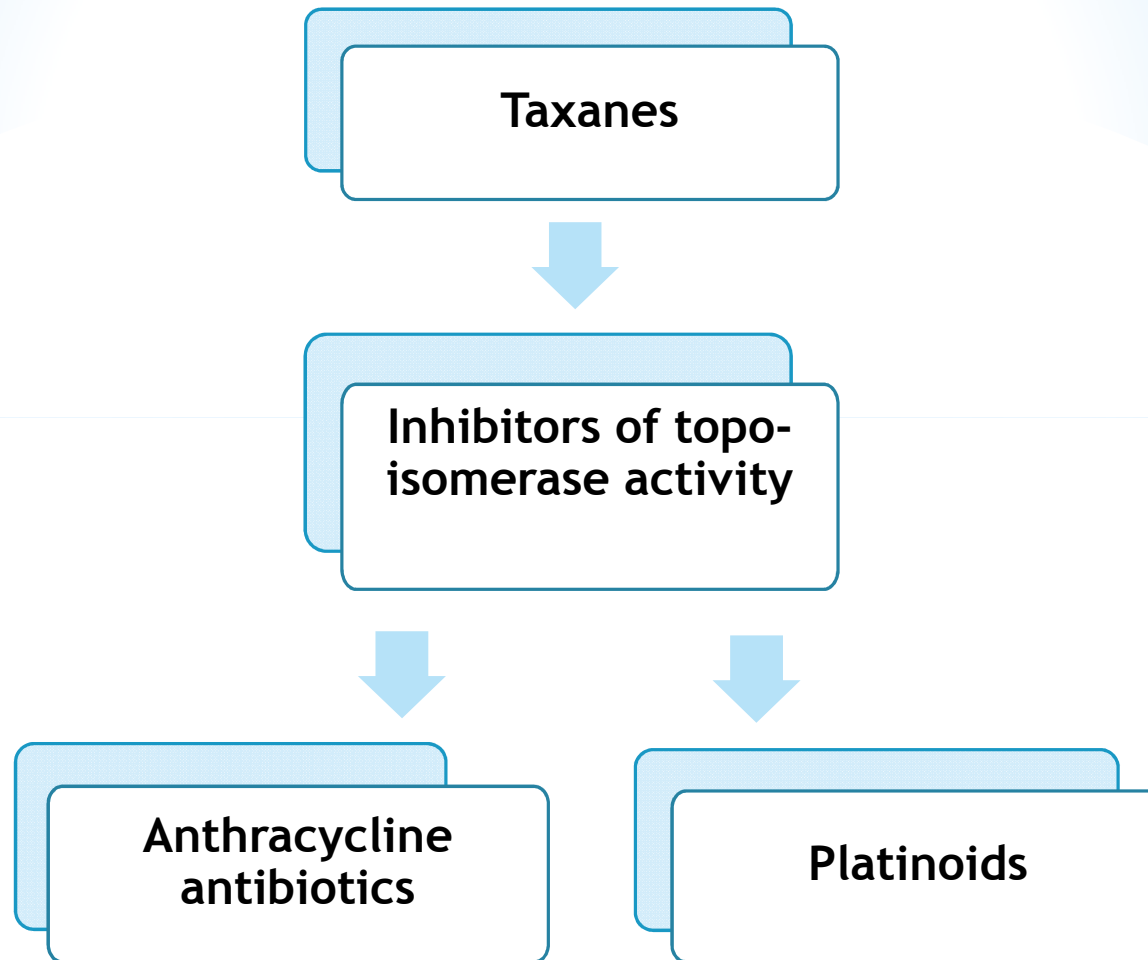 Taxanes
Inhibitors of topo-
isomerase activity
Anthracycline
antibiotics
Platinoids